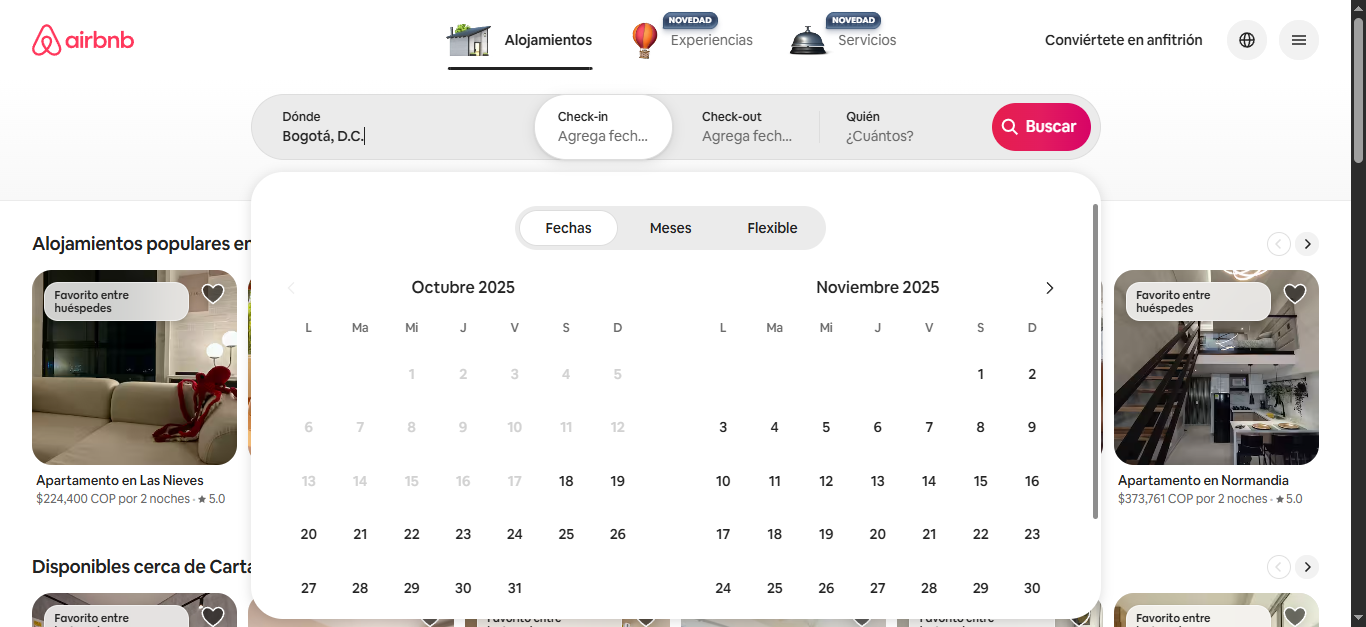 airbnb
Alojamientos
NOVEDAD
Experiencias
NOVEDAD
Servicios
Conviértete en anfitrión
Dónde
Bogotá, D.C.
Check-in
Agrega fech...
Check-out
Agrega fech...
Quién
¿Cuántos?
Buscar
Fechas
Meses
Flexible
Octubre 2025
L Ma Mi J V S D
1 2 3 4 5
6 7 8 9 10 11 12
13 14 15 16 17 18 19
20 21 22 23 24 25 26
27 28 29 30 31
Noviembre 2025
L Ma Mi J V S D
1 2
3 4 5 6 7 8 9
10 11 12 13 14 15 16
17 18 19 20 21 22 23
24 25 26 27 28 29 30
Alojamientos populares en
Favorito entre
huéspedes
Apartamento en Las Nieves
$224,400 COP por 2 noches · ★ 5.0
Favorito entre
huéspedes
Apartamento en Normandia
$373,761 COP por 2 noches · ★ 5.0
Disponibles cerca de Carta
Favorito entre
Favorito entre